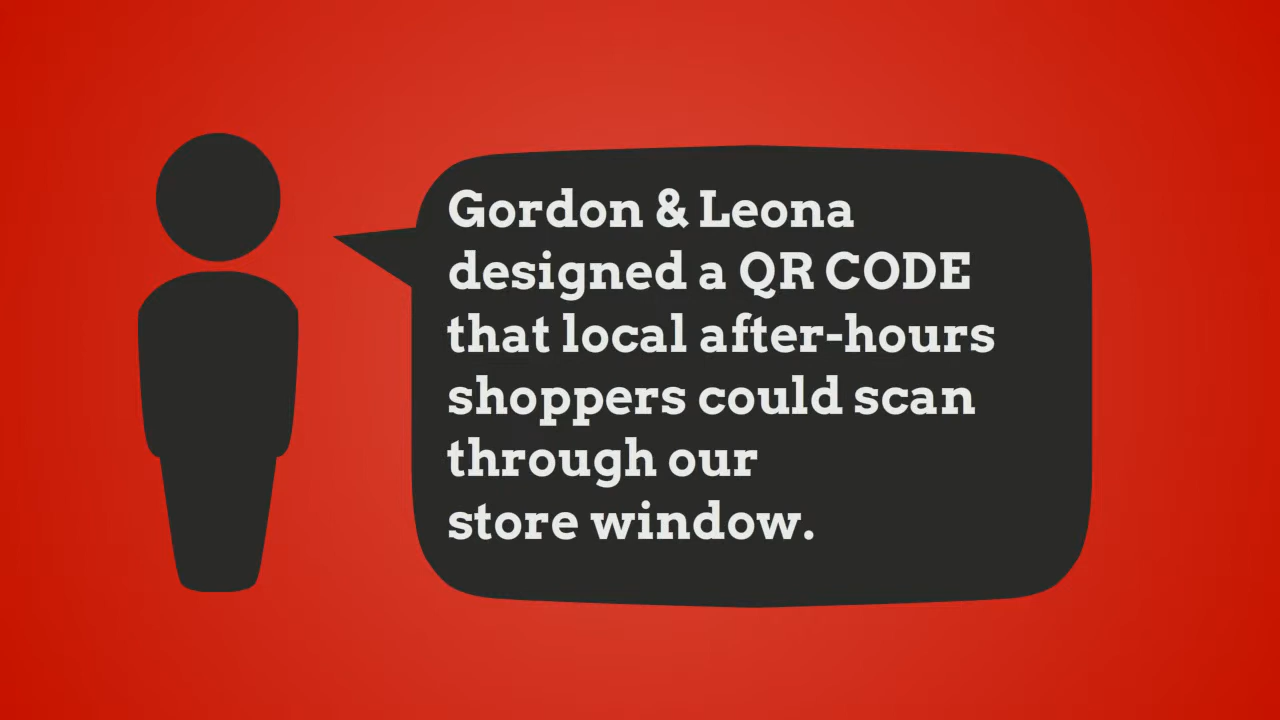 Gordon & Leona
designed a QR CODE
that local after-hours
shoppers could scan
through our
store window.